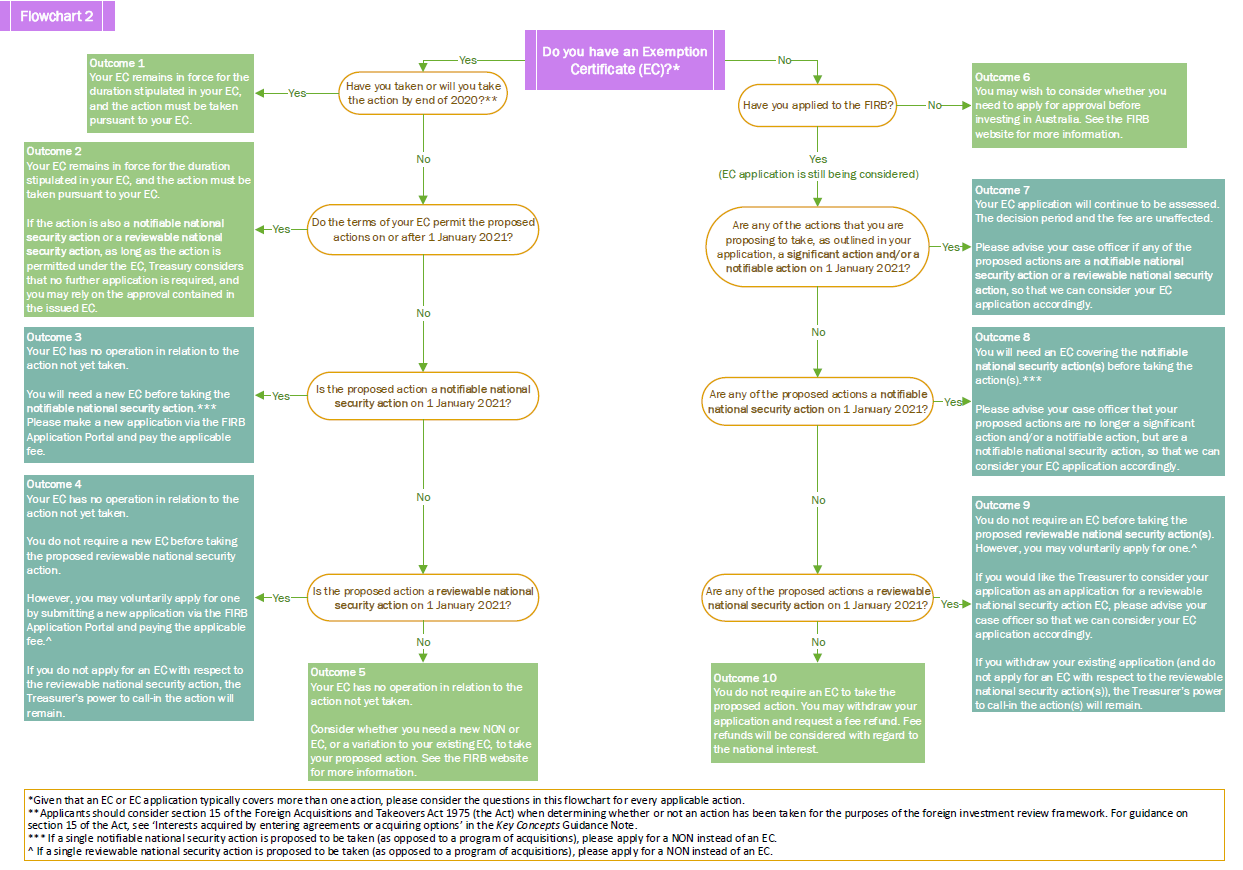 Flowchart 2
Do you have an Exemption
Certificate (EC)?*
Yes
No
Have you taken or will you take
the action by end of 2020?**
Yes
Outcome 1
Your EC remains in force for the
duration stipulated in your EC,
and the action must be taken
pursuant to your EC.
No
Do the terms of your EC permit the proposed
actions on or after 1 January 2021?
Yes
Outcome 2
Your EC remains in force for the duration
stipulated in your EC, and the action must be
taken pursuant to your EC.
If the action is also a notifiable national
security action or a reviewable national
security action, as long as the action is
permitted under the EC, Treasury considers
that no further application is required, and
you may rely on the approval contained in
the issued EC.
No
Is the proposed action a notifiable national
security action on 1 January 2021?
Yes
Outcome 3
Your EC has no operation in relation to the
action not yet taken.
You will need a new EC before taking the
notifiable national security action.***
Please make a new application via the FIRB
Application Portal and pay the applicable
fee.
No
Is the proposed action a reviewable national
security action on 1 January 2021?
Yes
Outcome 4
Your EC has no operation in relation to the
action not yet taken.
You do not require a new EC before taking
the proposed reviewable national security
action.
However, you may voluntarily apply for one
by submitting a new application via the FIRB
Application Portal and paying the applicable
fee.^
If you do not apply for an EC with respect to
the reviewable national security action, the
Treasurer's power to call-in the action will
remain.
No
Outcome 5
Your EC has no operation in relation to the
action not yet taken.
Consider whether you need a new NON or
EC, or a variation to your existing EC, to take
your proposed action. See the FIRB website
for more information.
Have you applied to the FIRB?
No
Outcome 6
You may wish to consider whether you
need to apply for approval before
investing in Australia. See the FIRB
website for more information.
Yes
(EC application is still being considered)
Are any of the actions that you are
proposing to take, as outlined in your
application, a significant action and/or a
notifiable action on 1 January 2021?
Yes
Outcome 7
Your EC application will continue to be assessed.
The decision period and the fee are unaffected.
Please advise your case officer if any of the
proposed actions are a notifiable national
security action or a reviewable national security
action, so that we can consider your EC
application accordingly.
No
Are any of the proposed actions a notifiable
national security action on 1 January 2021?
Yes
Outcome 8
You will need an EC covering the notifiable
national security action(s) before taking the
action(s).***
Please advise your case officer that your
proposed actions are no longer a significant
action and/or a notifiable action, but are a
notifiable national security action, so that we can
consider your EC application accordingly.
No
Are any of the proposed actions a reviewable
national security action on 1 January 2021?
Yes
Outcome 9
You do not require an EC before taking the
proposed reviewable national security action(s).
However, you may voluntarily apply for one.^
If you would like the Treasurer to consider your
application as an application for a reviewable
national security action EC, please advise your
case officer so that we can consider your EC
application accordingly.
If you withdraw your existing application (and do
not apply for an EC with respect to the reviewable
national security action(s)), the Treasurer's power
to call-in the action(s) will remain.
No
Outcome 10
You do not require an EC to take the
proposed action. You may withdraw your
application and request a fee refund. Fee
refunds will be considered with regard to
the national interest.
*Given that an EC or EC application typically covers more than one action, please consider the questions in this flowchart for every applicable action.
**Applicants should consider section 15 of the Foreign Acquisitions and Takeovers Act 1975 (the Act) when determining whether or not an action has been taken for the purposes of the foreign investment review framework. For guidance on
section 15 of the Act, see 'Interests acquired by entering agreements or acquiring options' in the Key Concepts Guidance Note.
*** If a single notifiable national security action is proposed to be taken (as opposed to a program of acquisitions), please apply for a NON instead of an EC.
^ If a single reviewable national security action is proposed to be taken (as opposed to a program of acquisitions), please apply for a NON instead of an EC.